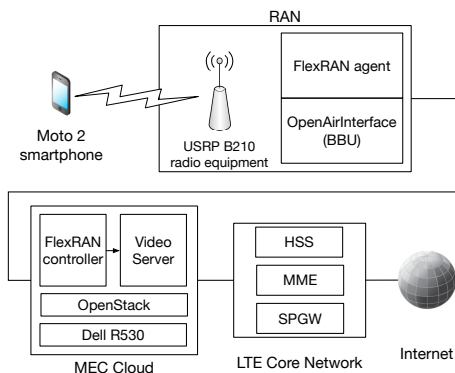 RAN
FlexRAN agent
OpenAirInterface
(BBU)
USRP B210
radio equipment
Moto 2
smartphone
FlexRAN
controller
Video
Server
OpenStack
Dell R530
MEC Cloud
HSS
MME
SPGW
LTE Core Network
Internet